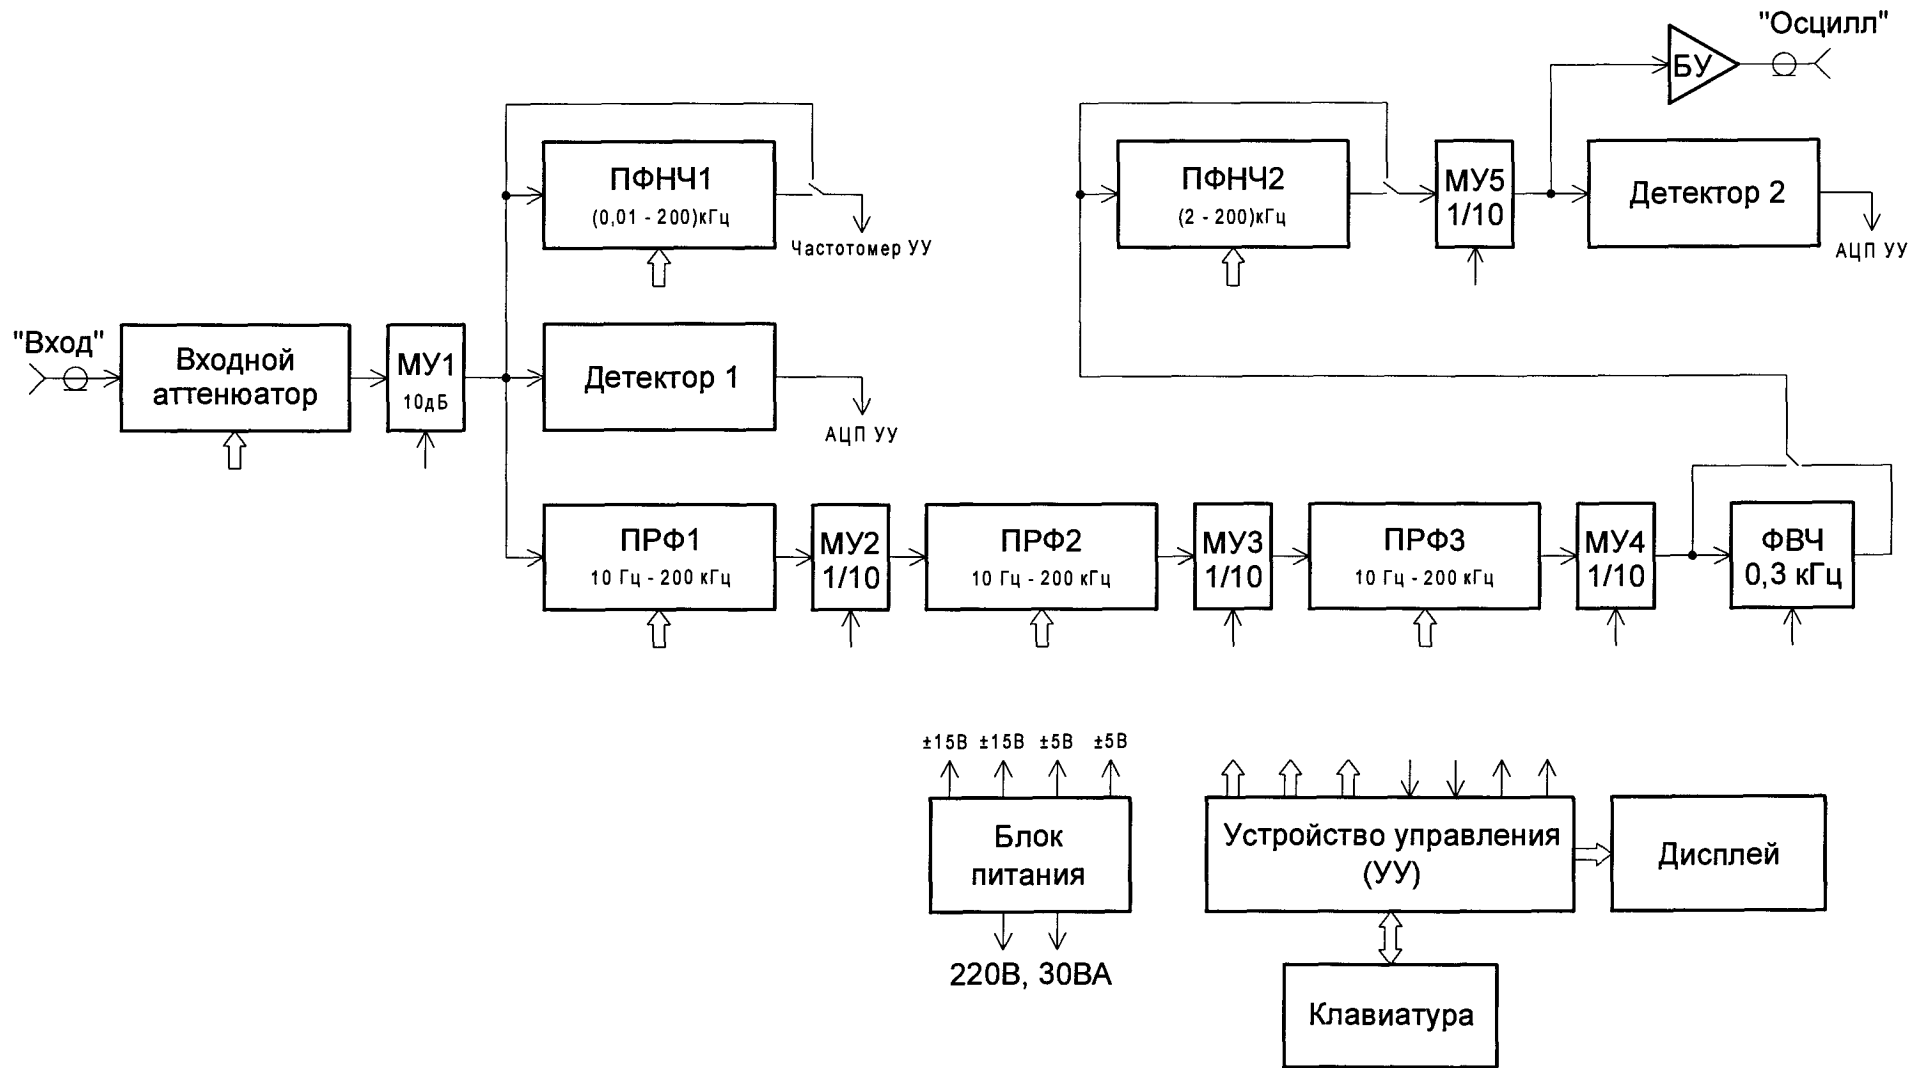 "Осцилл"
БУ
ПФНЧ1
(0,01 - 200)кГц
Частотомер УУ
ПФНЧ2
(2 - 200)кГц
МУ5
1/10
Детектор 2
АЦП УУ
"Вход"
Входной
аттенюатор
МУ1
10дБ
Детектор 1
АЦП УУ
ПРФ1
10 Гц - 200 кГц
МУ2
1/10
ПРФ2
10 Гц - 200 кГц
МУ3
1/10
ПРФ3
10 Гц - 200 кГц
МУ4
1/10
ФВЧ
0,3 кГц
±15В ±15В ±5В ±5В
Блок
питания
220В, 30ВА
Устройство управления
(УУ)
Дисплей
Клавиатура